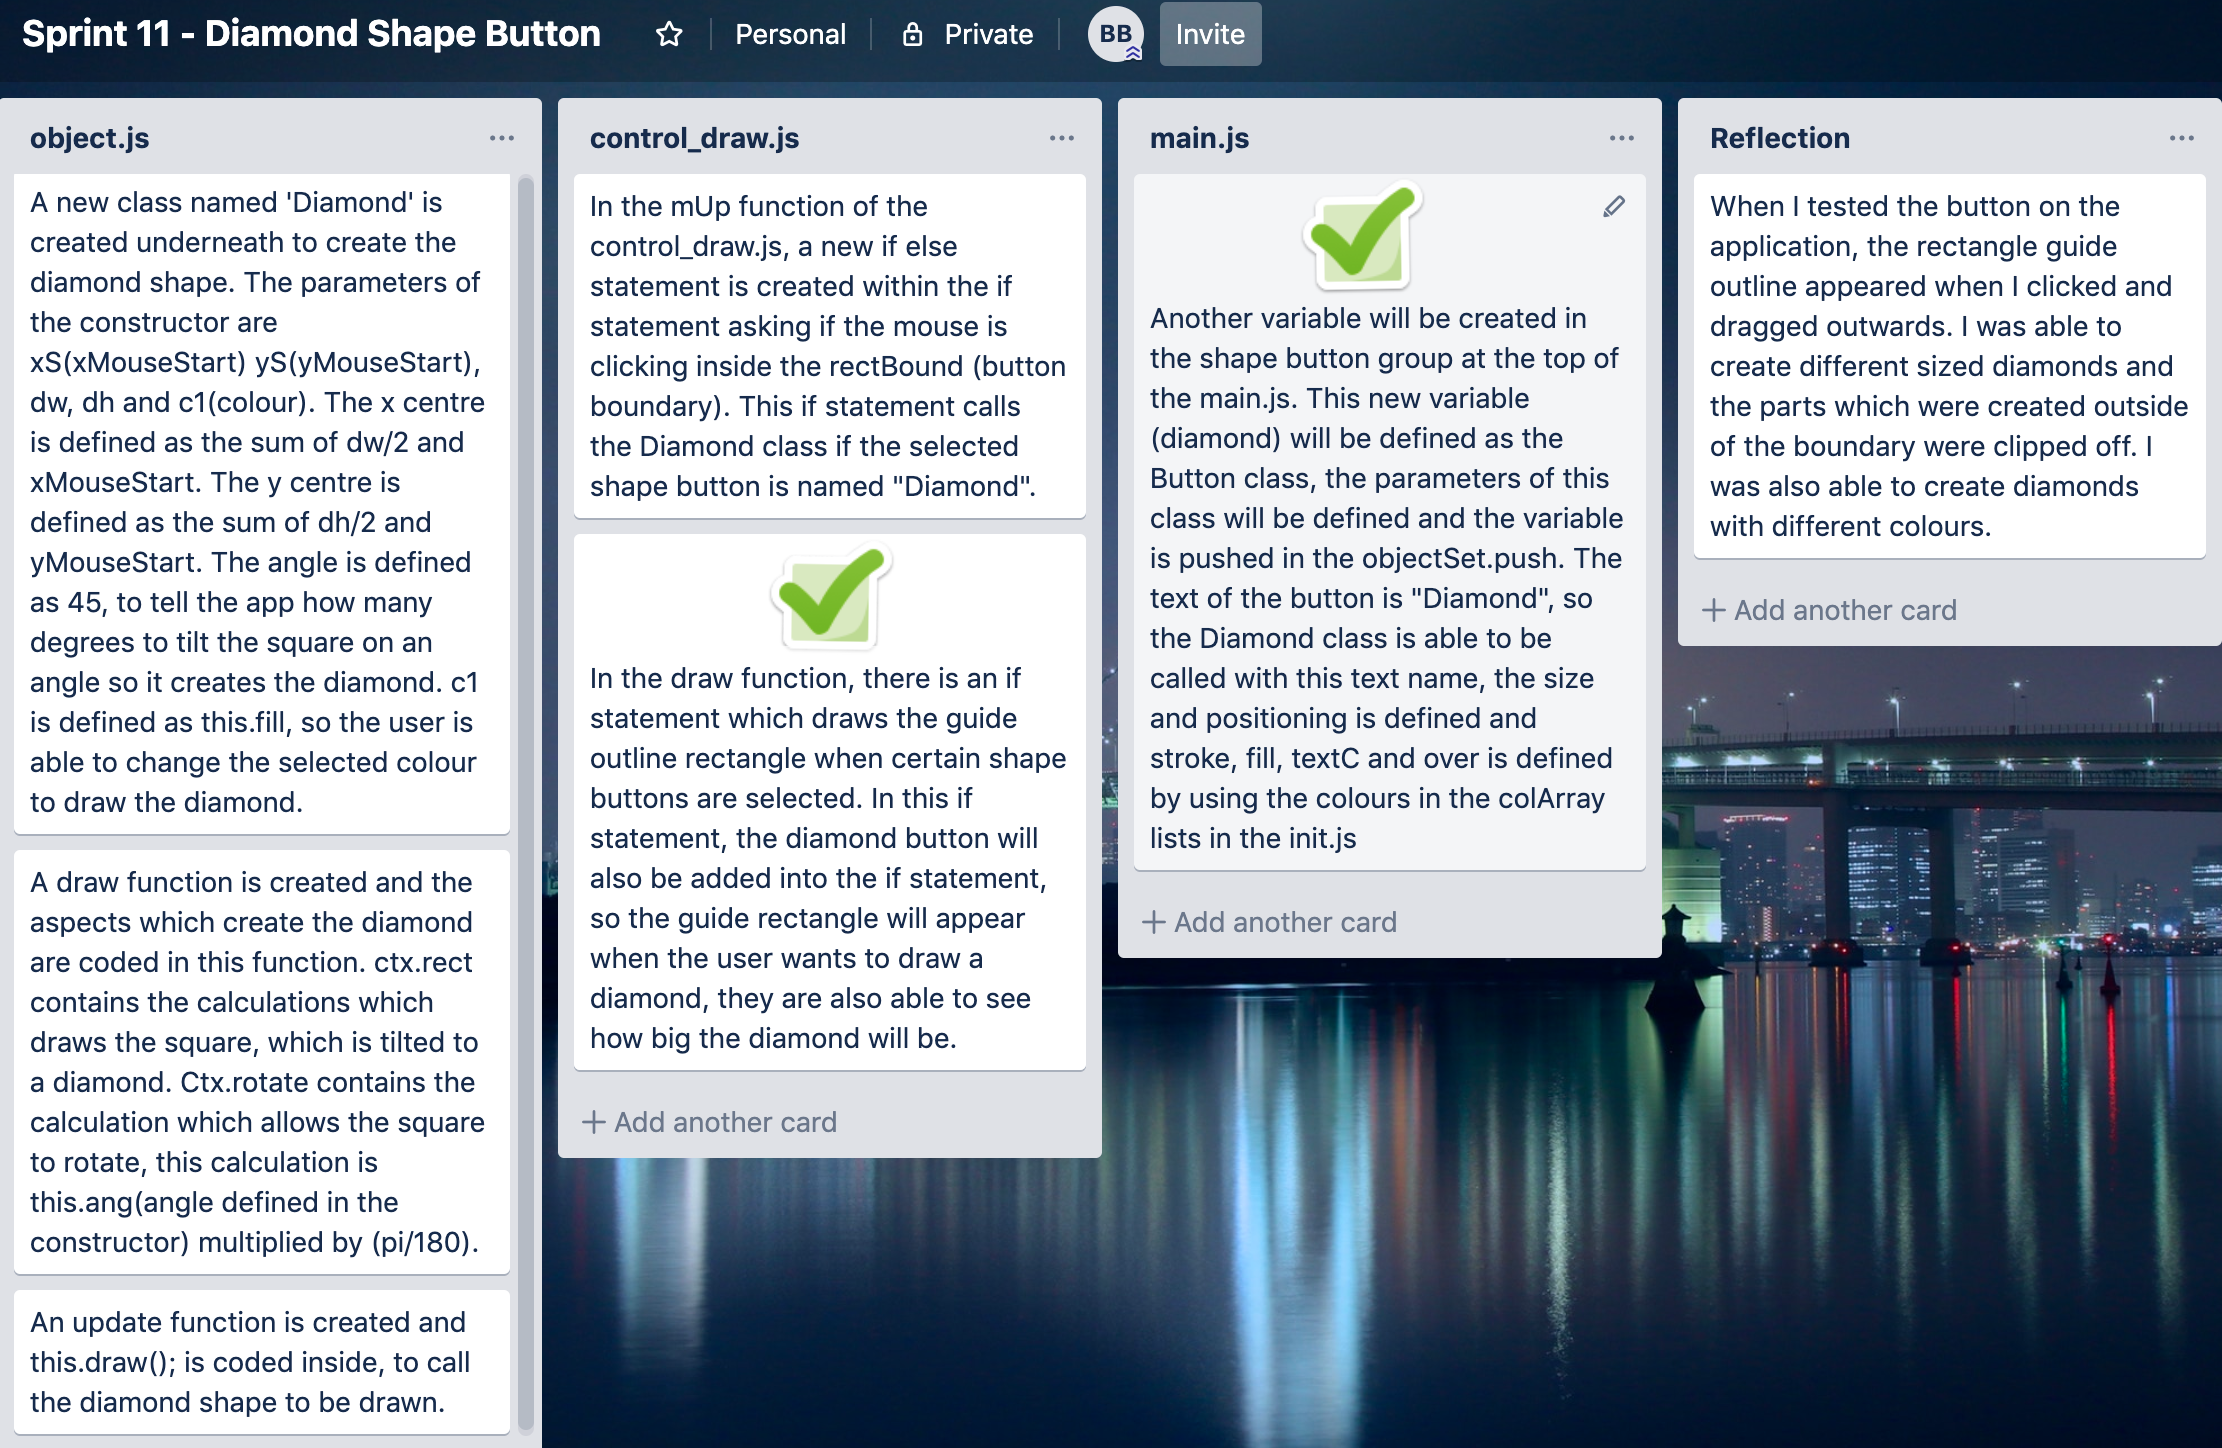 Sprint 11 - Diamond Shape Button
Personal
Private
BB
Invite
object.js
A new class named 'Diamond' is
created underneath to create the
diamond shape. The parameters of
the constructor are
xS(xMouseStart) yS(yMouseStart),
dw, dh and c1(colour). The x centre
is defined as the sum of dw/2 and
xMouseStart. The y centre is
defined as the sum of dh/2 and
yMouseStart. The angle is defined
as 45, to tell the app how many
degrees to tilt the square on an
angle so it creates the diamond. c1
is defined as this.fill, so the user is
able to change the selected colour
to draw the diamond.
A draw function is created and the
aspects which create the diamond
are coded in this function. ctx.rect
contains the calculations which
draws the square, which is tilted to
a diamond. Ctx.rotate contains the
calculation which allows the square
to rotate, this calculation is
this.ang(angle defined in the
constructor) multiplied by (pi/180).
An update function is created and
this.draw(); is coded inside, to call
the diamond shape to be drawn.
control_draw.js
In the mUp function of the
control_draw.js, a new if else
statement is created within the if
statement asking if the mouse is
clicking inside the rectBound (button
boundary). This if statement calls
the Diamond class if the selected
shape button is named "Diamond".
In the draw function, there is an if
statement which draws the guide
outline rectangle when certain shape
buttons are selected. In this if
statement, the diamond button will
also be added into the if statement,
so the guide rectangle will appear
when the user wants to draw a
diamond, they are also able to see
how big the diamond will be.
+ Add another card
main.js
Another variable will be created in
the shape button group at the top of
the main.js. This new variable
(diamond) will be defined as the
Button class, the parameters of this
class will be defined and the variable
is pushed in the objectSet.push. The
text of the button is "Diamond", so
the Diamond class is able to be
called with this text name, the size
and positioning is defined and
stroke, fill, textC and over is defined
by using the colours in the colArray
lists in the init.js
+ Add another card
Reflection
When I tested the button on the
application, the rectangle guide
outline appeared when I clicked and
dragged outwards. I was able to
create different sized diamonds and
the parts which were created outside
of the boundary were clipped off. I
was also able to create diamonds
with different colours.
+ Add another card